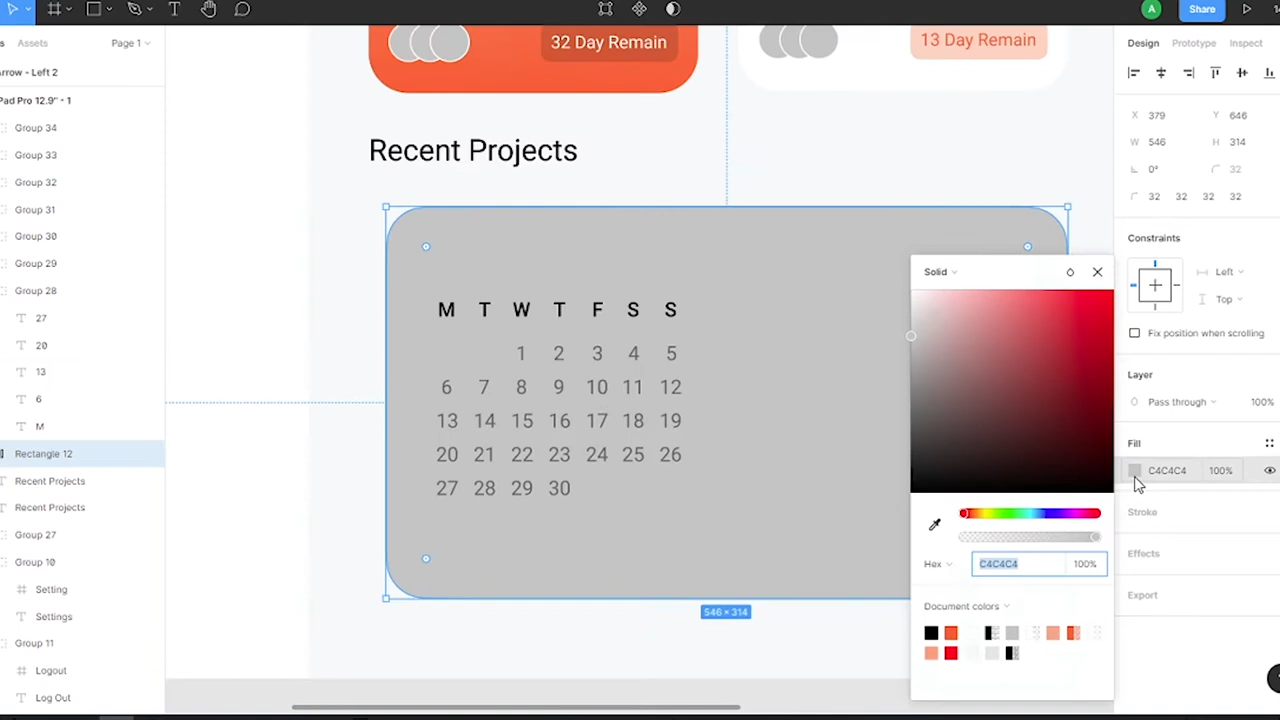 A
Share
s Assets Page 1
rrow - Left 2
Pad Pro 12.9" - 1
Group 34
Group 33
Group 32
Group 31
Group 30
Group 29
Group 28
27
20
13
6
M
Rectangle 12
Recent Projects
Recent Projects
Group 27
Group 10
Setting
Settings
Group 11
Logout
Log Out
32 Day Remain
13 Day Remain
Recent Projects
M T W T F S S
1 2 3 4 5
6 7 8 9 10 11 12
13 14 15 16 17 18 19
20 21 22 23 24 25 26
27 28 29 30
546 × 314
Solid
Hex C4C4C4 100%
Document colors
Design Prototype Inspect
X 379 Y 646
W 546 H 314
0° 32
32 32 32 32
Constraints
Left
Top
Fix position when scrolling
Layer
Pass through 100%
Fill
C4C4C4 100%
Stroke
Effects
Export